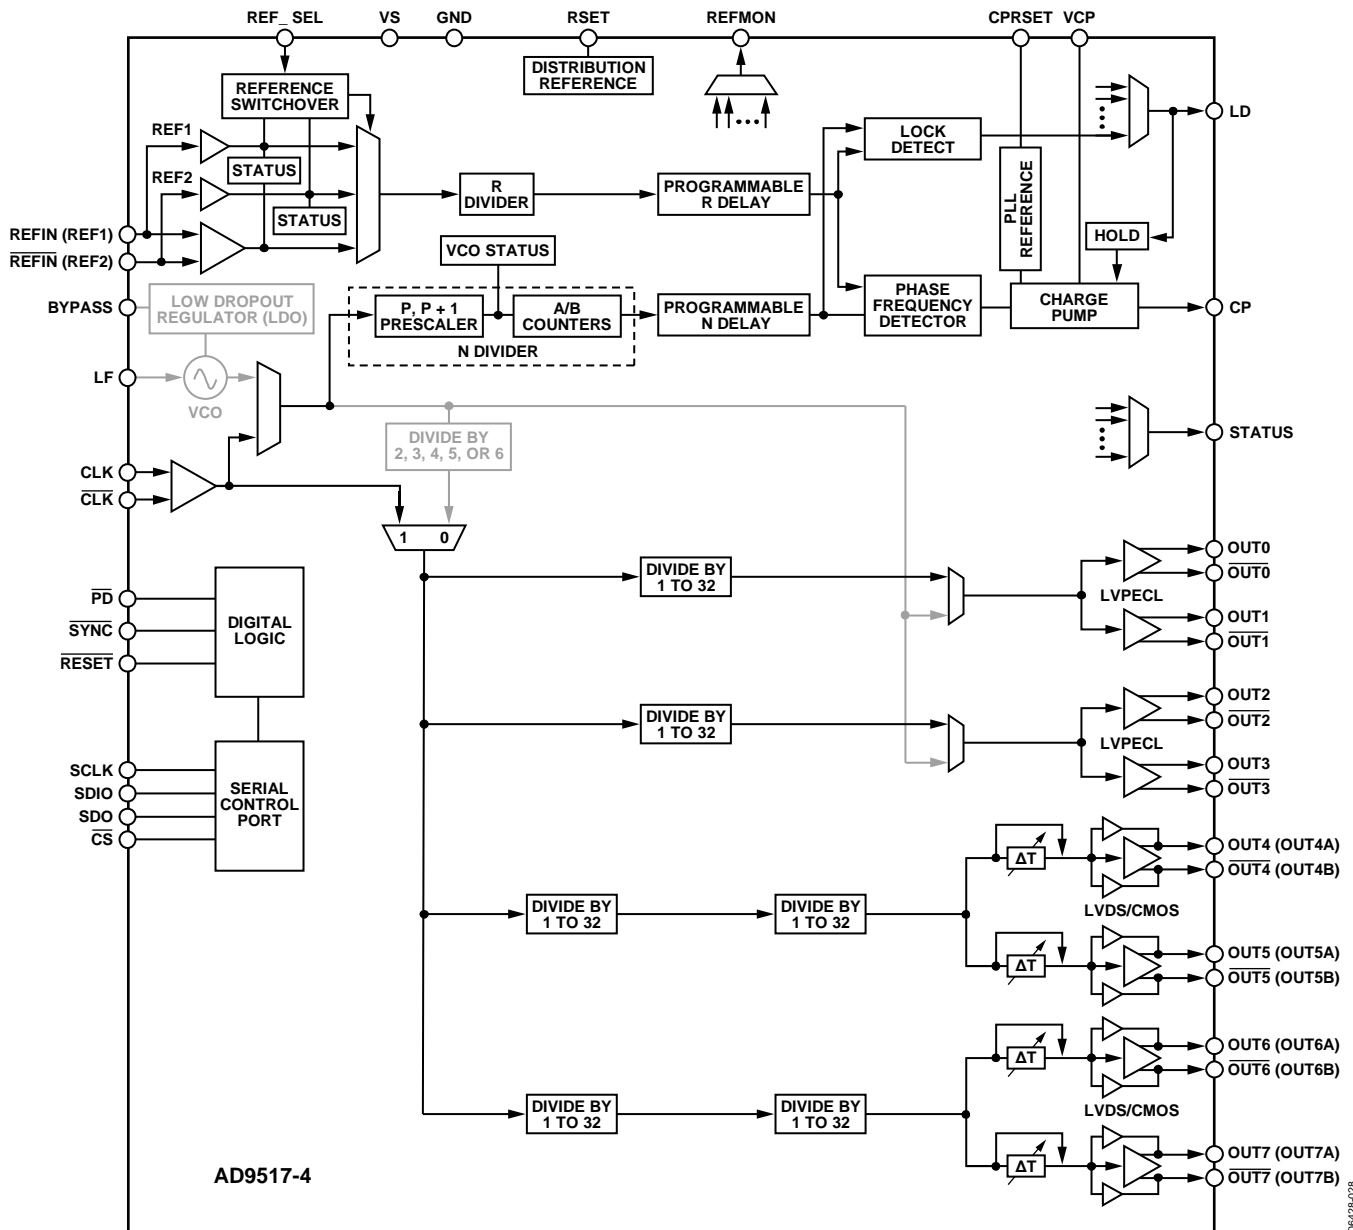 REF_ SEL
VS
GND
RSET
REFMON
CPRSET
VCP
DISTRIBUTION
REFERENCE
REFERENCE
SWITCHOVER
REF1
STATUS
REF2
STATUS
REFIN (REF1)
REFIN (REF2)
BYPASS
LF
CLK
CLK
R
DIVIDER
PROGRAMMABLE
R DELAY
LOCK
DETECT
PLL
REFERENCE
LD
HOLD
VCO STATUS
LOW DROPOUT
REGULATOR (LDO)
VCO
P, P + 1
PRESCALER
A/B
COUNTERS
N DIVIDER
PROGRAMMABLE
N DELAY
PHASE
FREQUENCY
DETECTOR
CHARGE
PUMP
CP
STATUS
DIVIDE BY
2, 3, 4, 5, OR 6
1 0
PD
SYNC
RESET
DIGITAL
LOGIC
SCLK
SDIO
SDO
CS
SERIAL
CONTROL
PORT
DIVIDE BY
1 TO 32
LVPECL
OUT0
OUT0
OUT1
OUT1
DIVIDE BY
1 TO 32
LVPECL
OUT2
OUT2
OUT3
OUT3
DIVIDE BY
1 TO 32
DIVIDE BY
1 TO 32
ΔT
ΔT
LVDS/CMOS
OUT4 (OUT4A)
OUT4 (OUT4B)
OUT5 (OUT5A)
OUT5 (OUT5B)
DIVIDE BY
1 TO 32
DIVIDE BY
1 TO 32
ΔT
ΔT
LVDS/CMOS
OUT6 (OUT6A)
OUT6 (OUT6B)
OUT7 (OUT7A)
OUT7 (OUT7B)
AD9517-4
06428-028